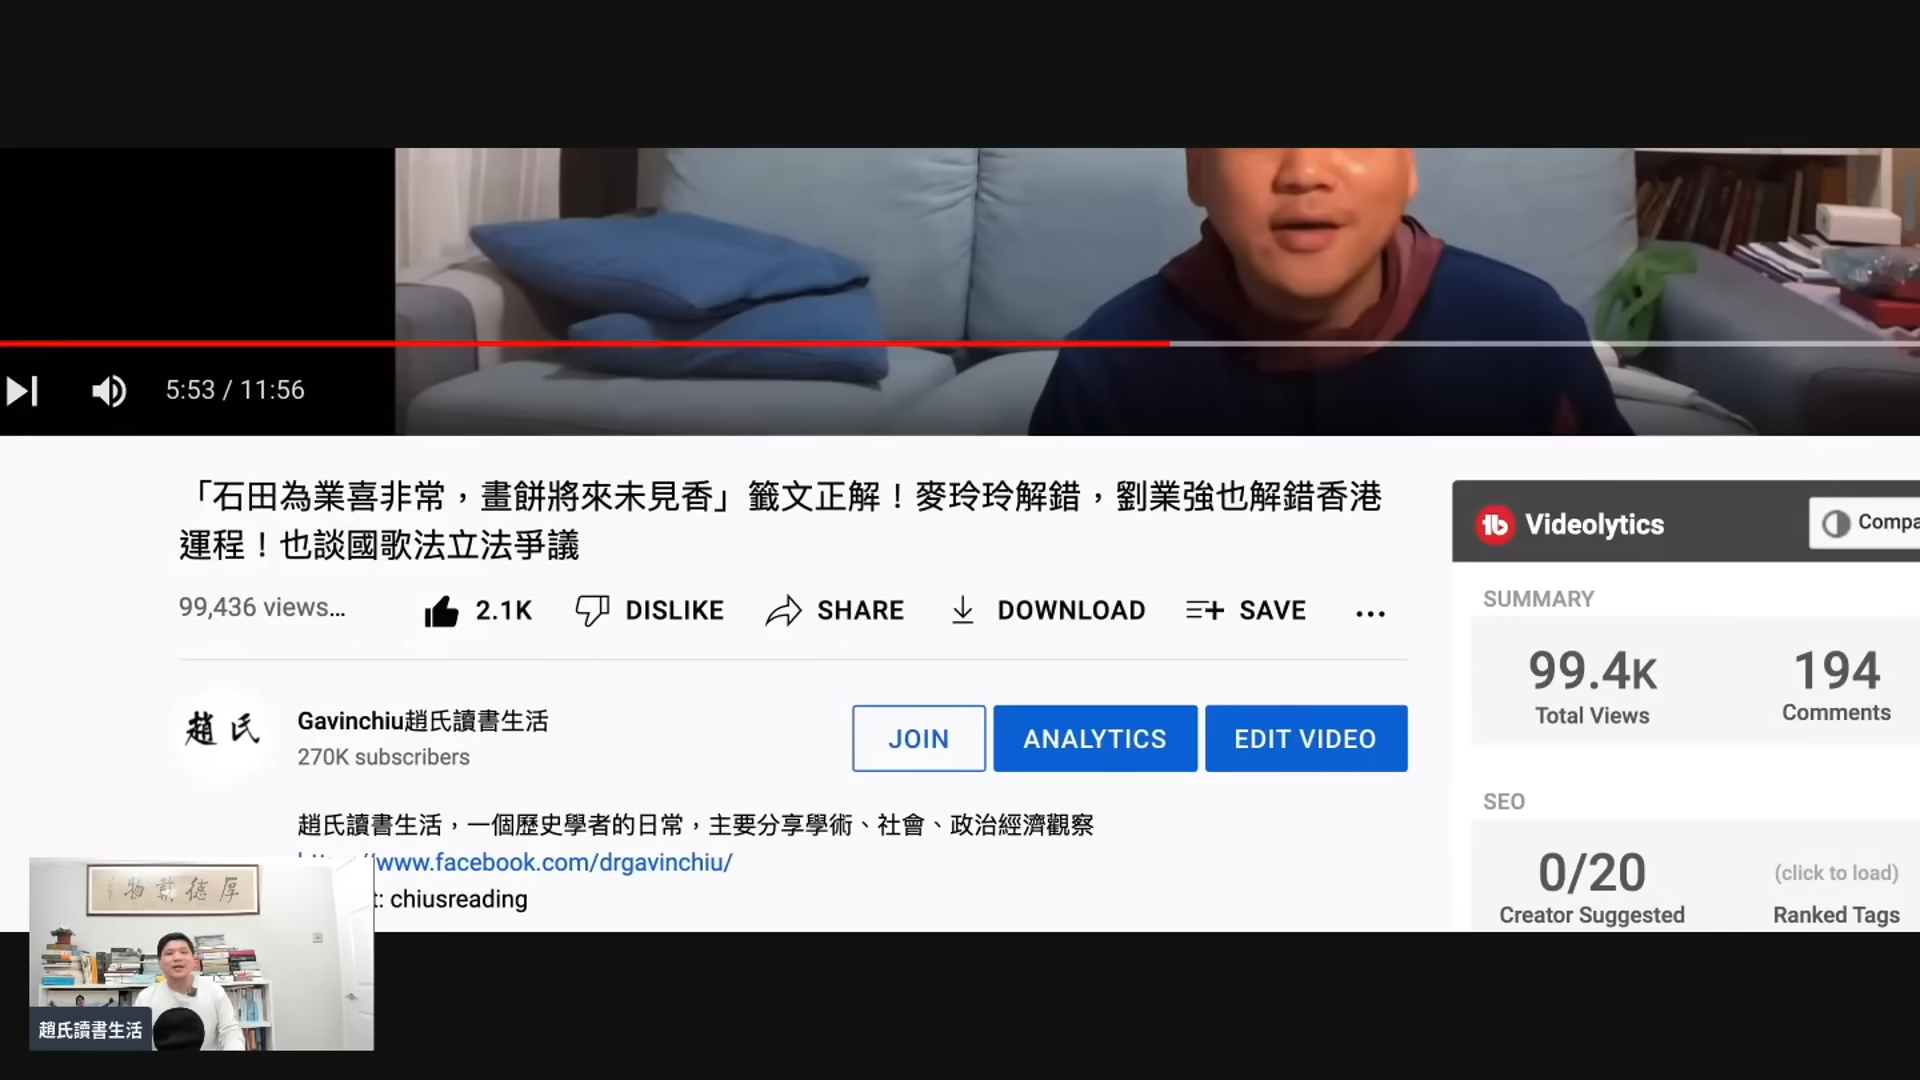 5:53 / 11:56
「石田為業喜非常，畫餅將來未見香」籤文正解！麥玲玲解錯，劉業強也解錯香港
運程！也談國歌法立法爭議
99,436 views...
2.1K
DISLIKE
SHARE
DOWNLOAD
SAVE
趙氏
Gavinchiu趙氏讀書生活
270K subscribers
JOIN
ANALYTICS
EDIT VIDEO
趙氏讀書生活，一個歷史學者的日常，主要分享學術、社會、政治經濟觀察
//www.facebook.com/drgavinchiu/
t: chiusreading
tb Videolytics
Compa
SUMMARY
99.4K
Total Views
194
Comments
SEO
0/20
Creator Suggested
(click to load)
Ranked Tags
物載德厚
趙氏讀書生活